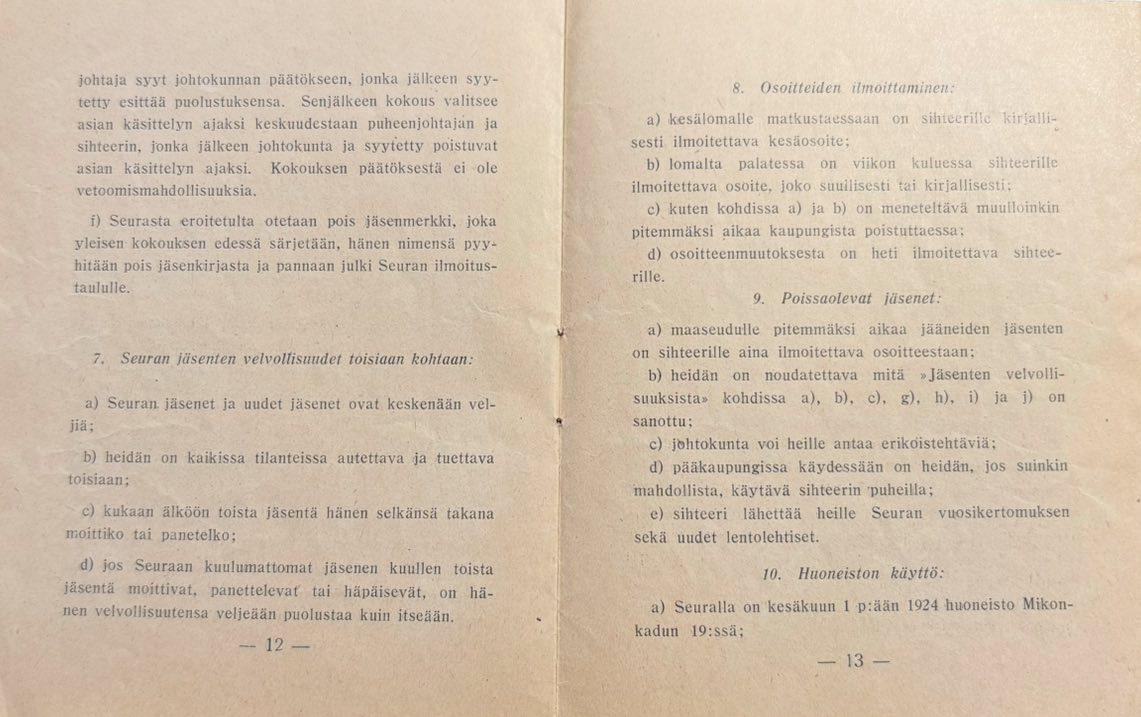 johtaja syyt johtokunnan päätökseen, jonka jälkeen syy-
tetty esittää puolustuksensa. Senjälkeen kokous valitsee
asian käsittelyn ajaksi keskuudestaan puheenjohtajan ja
sihteerin, jonka jälkeen johtokunta ja syytetty poistuvat
asian käsittelyn ajaksi. Kokouksen päätöksestä ei ole
vetoomismahdollisuuksia.
f) Seurasta eroitetulta otetaan pois jäsenmerkki, joka
yleisen kokouksen edessä särjetään, hänen nimensä pyy-
hitään pois jäsenkirjasta ja pannaan julki Seuran ilmoitus-
taululle.
7. Seuran jäsenten velvollisuudet toisiaan kohtaan:
a) Seuran jäsenet ja uudet jäsenet ovat keskenään vel-
jiä;
b) heidän on kaikissa tilanteissa autettava ja tuettava
toisiaan;
c) kukaan älköön toista jäsentä hänen selkänsä takana
moittiko tai panetelko;
d) jos Seuraan kuulumattomat jäsenen kuullen toista
jäsentä moittivat, panettelevat tai häpäisevät, on hä-
nen velvollisuutensa veljeään puolustaa kuin itseään.
— 12 —
8. Osoitteiden ilmoittaminen:
a) kesälomalle matkustaessaan on sihteerille kirjalli-
sesti ilmoitettava kesäosoite;
b) lomalta palatessa on viikon kuluessa sihteerille
ilmoitettava osoite, joko suullisesti tai kirjallisesti;
c) kuten kohdissa a) ja b) on meneteltävä muulloinkin
pitemmäksi aikaa kaupungista poistuttaessa;
d) osoitteenmuutoksesta on heti ilmoitettava sihtee-
rille.
9. Poissaolevat jäsenet:
a) maaseudulle pitemmäksi aikaa jääneiden jäsenten
on sihteerille aina ilmoitettava osoitteestaan;
b) heidän on noudatettava mitä »Jäsenten velvolli-
suuksista» kohdissa a), b), c), g), h), i) ja j) on
sanottu;
c) johtokunta voi heille antaa erikoistehtäviä;
d) pääkaupungissa käydessään on heidän, jos suinkin
mahdollista, käytävä sihteerin puheilla;
e) sihteeri lähettää heille Seuran vuosikertomuksen
sekä uudet lentolehtiset.
10. Huoneiston käyttö:
a) Seuralla on kesäkuun 1 p:ään 1924 huoneisto Mikon-
kadun 19:ssä;
— 13 —